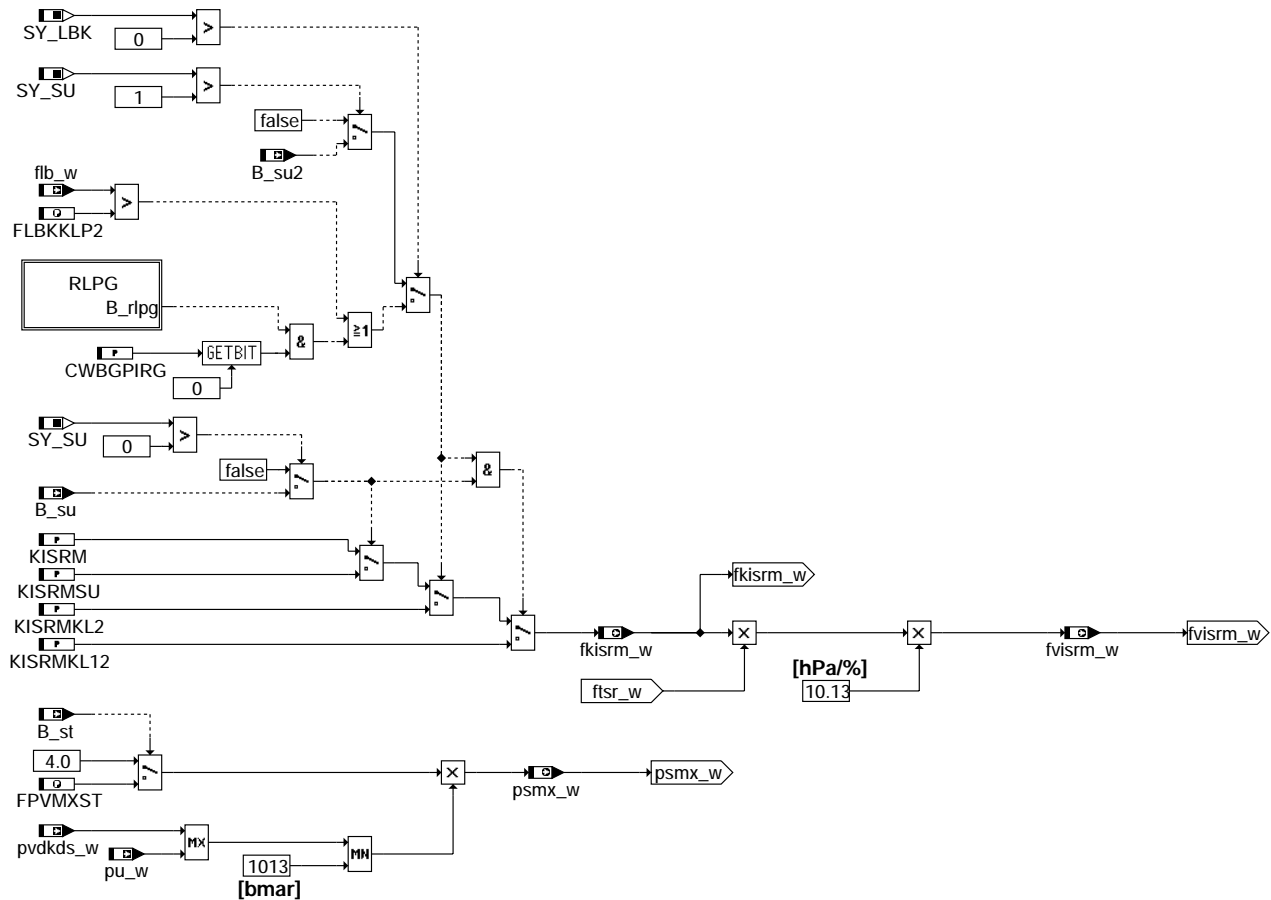 SY_LBK
0
>
SY_SU
1
>
false
B_su2
flb_w
>
FLBKKLP2
RLPG
B_rlpg
≥1
&
CWBGPIRG
GETBIT
0
SY_SU
0
>
false
&
B_su
P
KISRM
P
KISRMSU
P
KISRMKL2
P
KISRMKL12
fkisrm_w
fkisrm_w
ftsr_w
[hPa/%]
10.13
fvisrm_w
fvisrm_w
B_st
4.0
FPVMXST
psmx_w
psmx_w
pvdkds_w
MX
pu_w
1013
MN
[bmar]